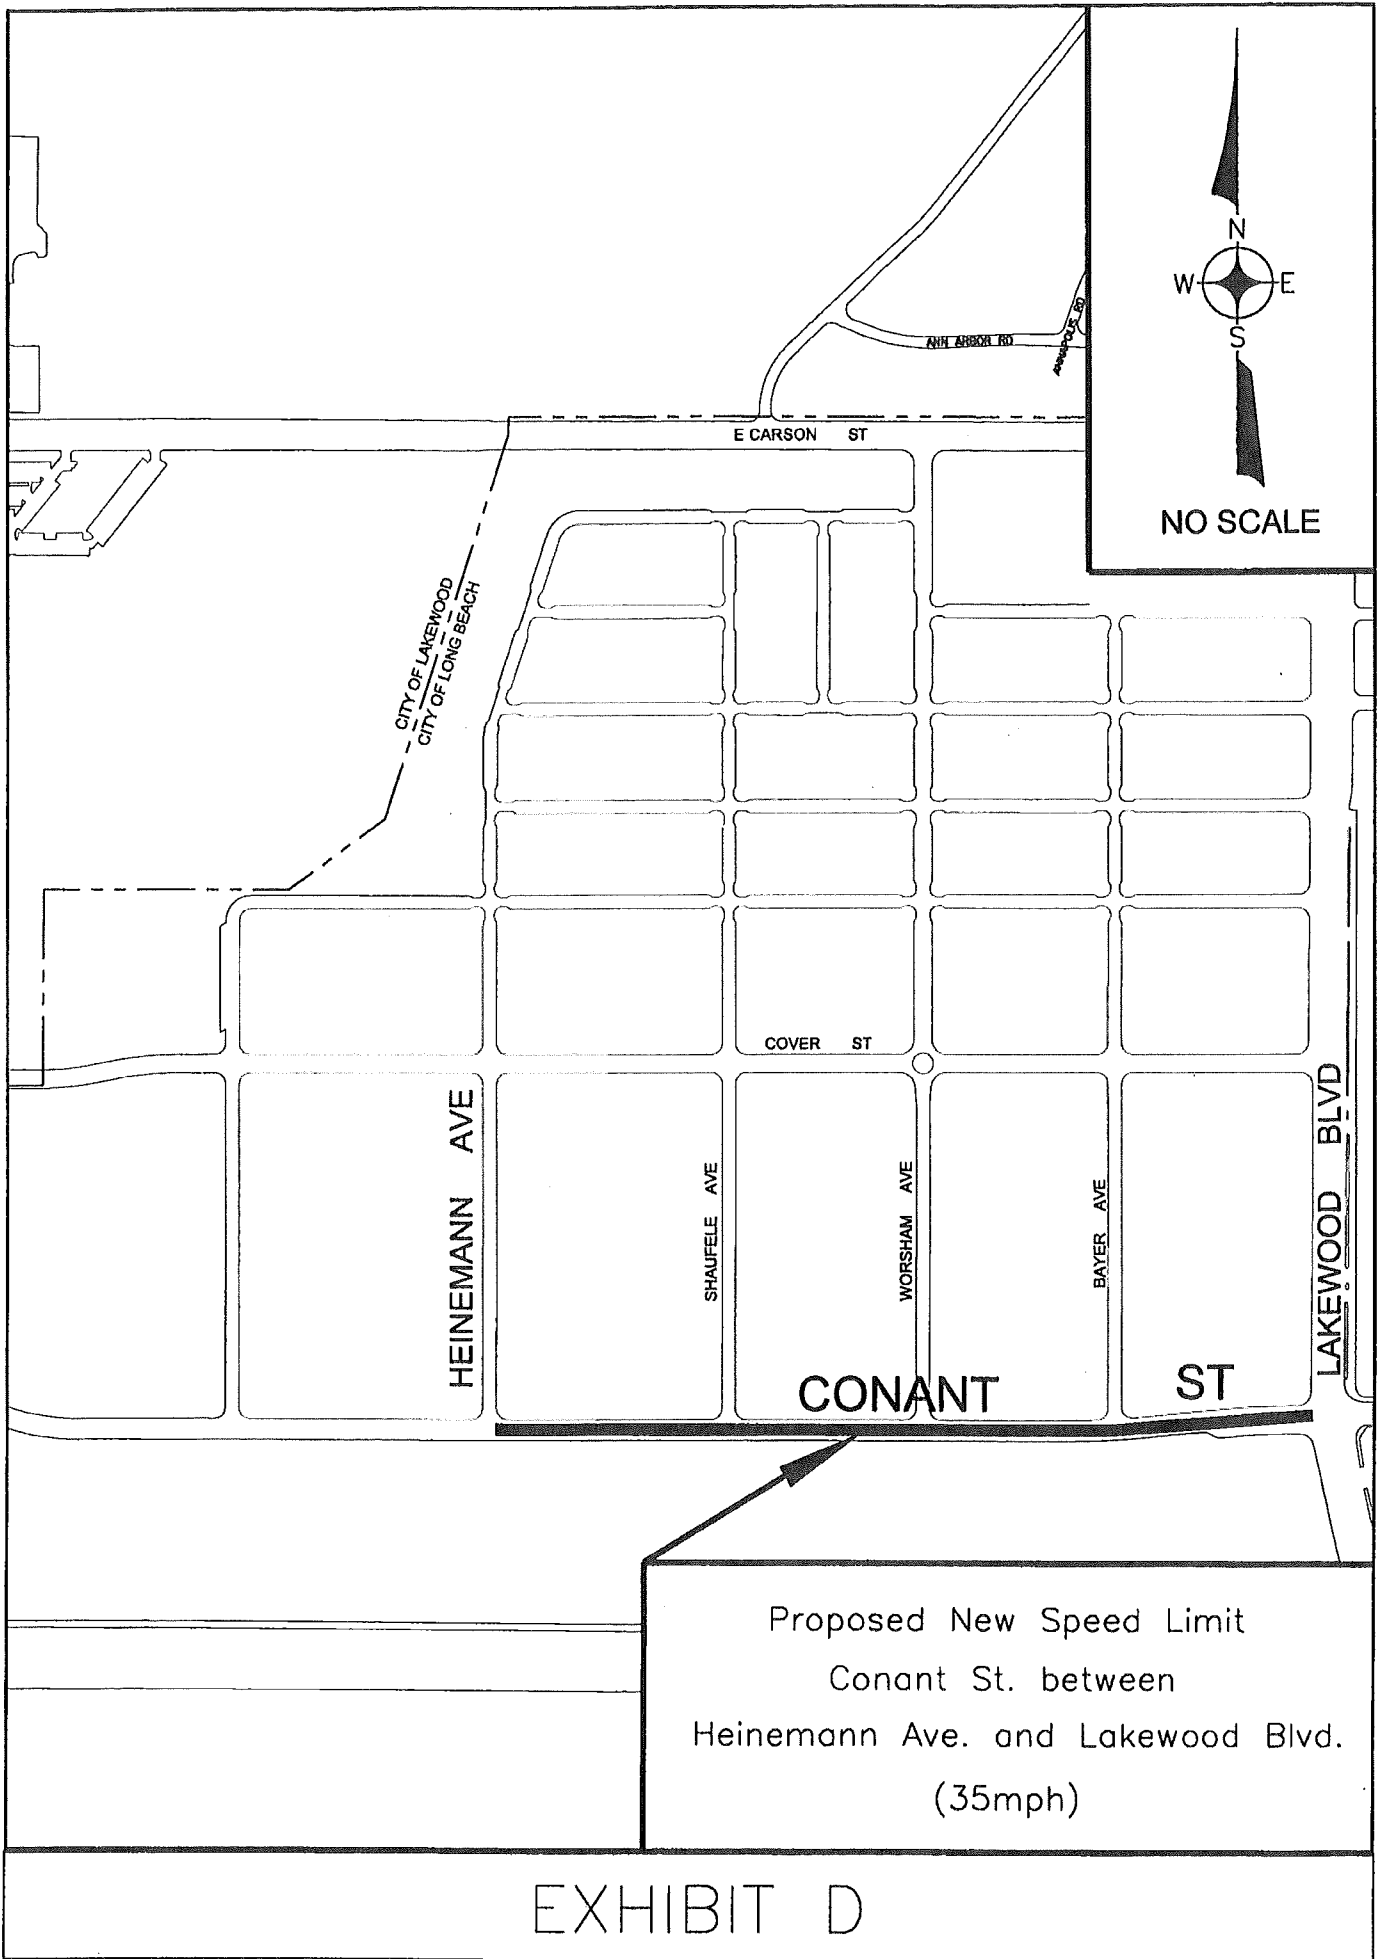 N
W E
S
NO SCALE
ANN ARBOR RD
ANNAPOLIS RD
E CARSON ST
CITY OF LAKEWOOD
CITY OF LONG BEACH
COVER ST
HEINEMANN AVE
SHAUFELE AVE
WORSHAM AVE
BAYER AVE
LAKEWOOD BLVD
CONANT ST
Proposed New Speed Limit
Conant St. between
Heinemann Ave. and Lakewood Blvd.
(35mph)
EXHIBIT D